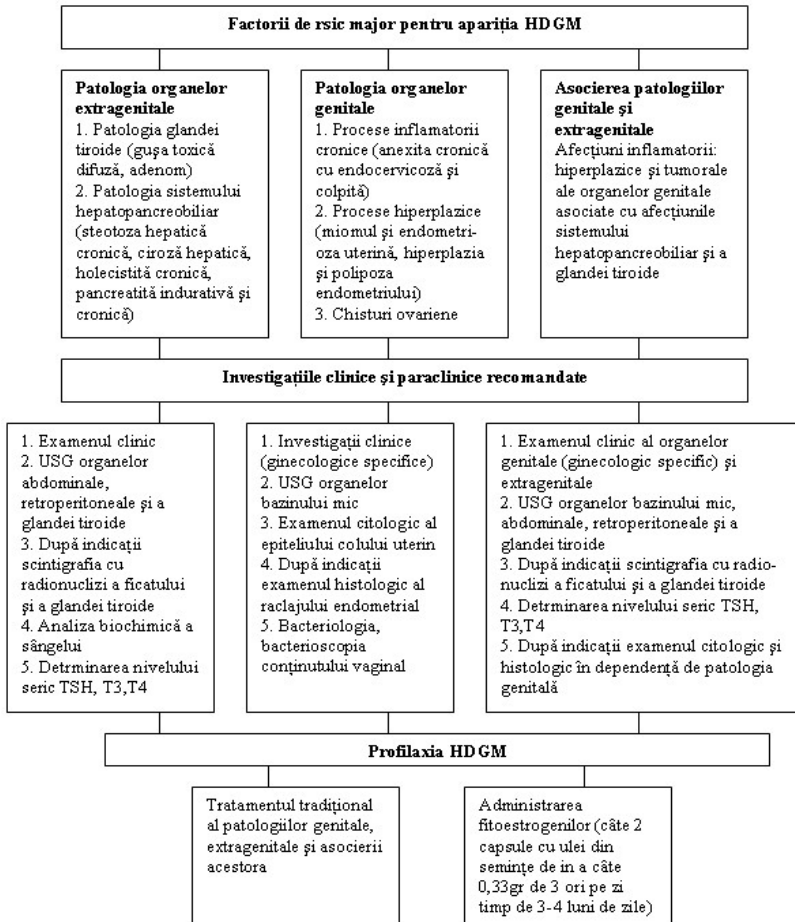 Factorii de rsic major pentru apariția HDGM
Patologia organelor
extragenitale
1. Patologia glandei
tiroide (gușa toxică
difuză, adenom)
2. Patologia sistemului
hepatopancreobiliar
(steotoza hepatică
cronică, ciroză hepatică,
holecistită cronică,
pancreatită indurativă și
cronică)
Patologia organelor
genitale
1. Procese inflamatorii
cronice (anexita cronică
cu endocervicoză și
colpită)
2. Procese hiperplazice
(miomul și endometri-
oza uterină, hiperplazia
și polipoza
endometriului)
3. Chisturi ovariene
Asocierea patologiilor
genitale și
extragenitale
Afecțiuni inflamatorii:
hiperplazice și tumorale
ale organelor genitale
asociate cu afecțiunile
sistemului
hepatopancreobiliar și a
glandei tiroide
Investigațiile clinice și paraclinice recomandate
1. Examenul clinic
2. USG organelor
abdominale,
retroperitoneale și a
glandei tiroide
3. După indicații
scintigrafia cu
radionuclizi a ficatului
și a glandei tiroide
4. Analiza biochimică a
sângelui
5. Detrminarea nivelului
seric TSH, T3,T4
1. Investigații clinice
(ginecologice specifice)
2. USG organelor
bazinului mic
3. Examenul citologic al
epiteliului colului uterin
4. După indicații
examenul histologic al
raclajului endometrial
5. Bacteriologia,
bacterioscopia
conținutului vaginal
1. Examenul clinic al organelor
genitale (ginecologic specific) și
extragenitale
2. USG organelor bazinului mic,
abdominale, retroperitoneale și a
glandei tiroide
3. După indicații scintigrafia cu radio-
nuclizi a ficatului și a glandei tiroide
4. Detrminarea nivelului seric TSH,
T3,T4
5. După indicații examenul citologic și
histologic în dependență de patologia
genitală
Profilaxia HDGM
Tratamentul tradițional
al patologiilor genitale,
extragenitale și asocierii
acestora
Administrarea
fitoestrogenilor (câte 2
capsule cu ulei din
semințe de in a câte
0,33gr de 3 ori pe zi
timp de 3-4 luni de zile)